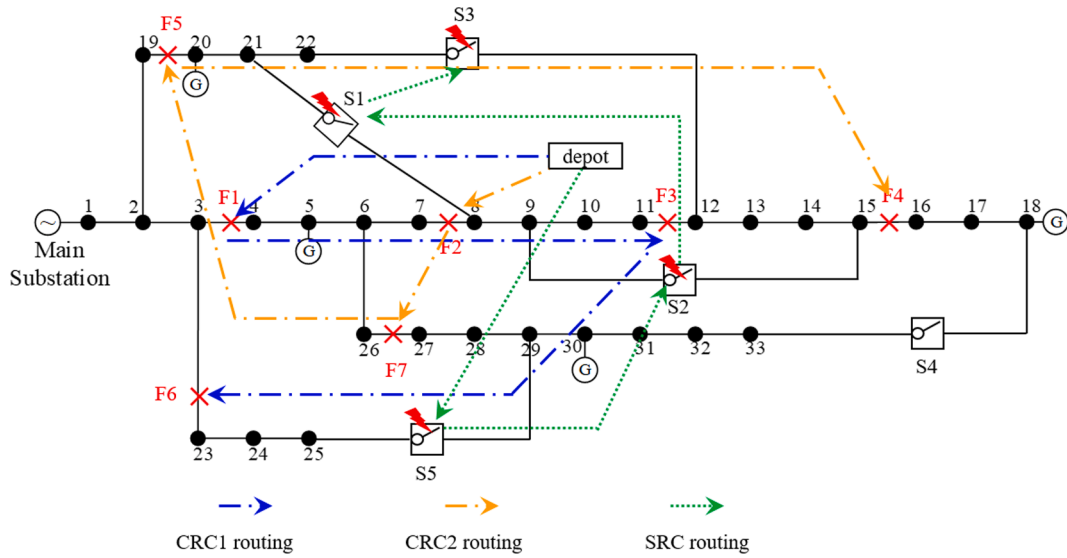 S3
F5
19 20 21 22
G
S1
depot
F1
F3
F4
1 2 3 4 5 6 7 8 9 10 11 12 13 14 15 16 17 18
~
G
F2
G
Main
Substation
S2
26 27 28 29 30 31 32 33
F7
G
S4
F6
23 24 25
S5
CRC1 routing
CRC2 routing
SRC routing